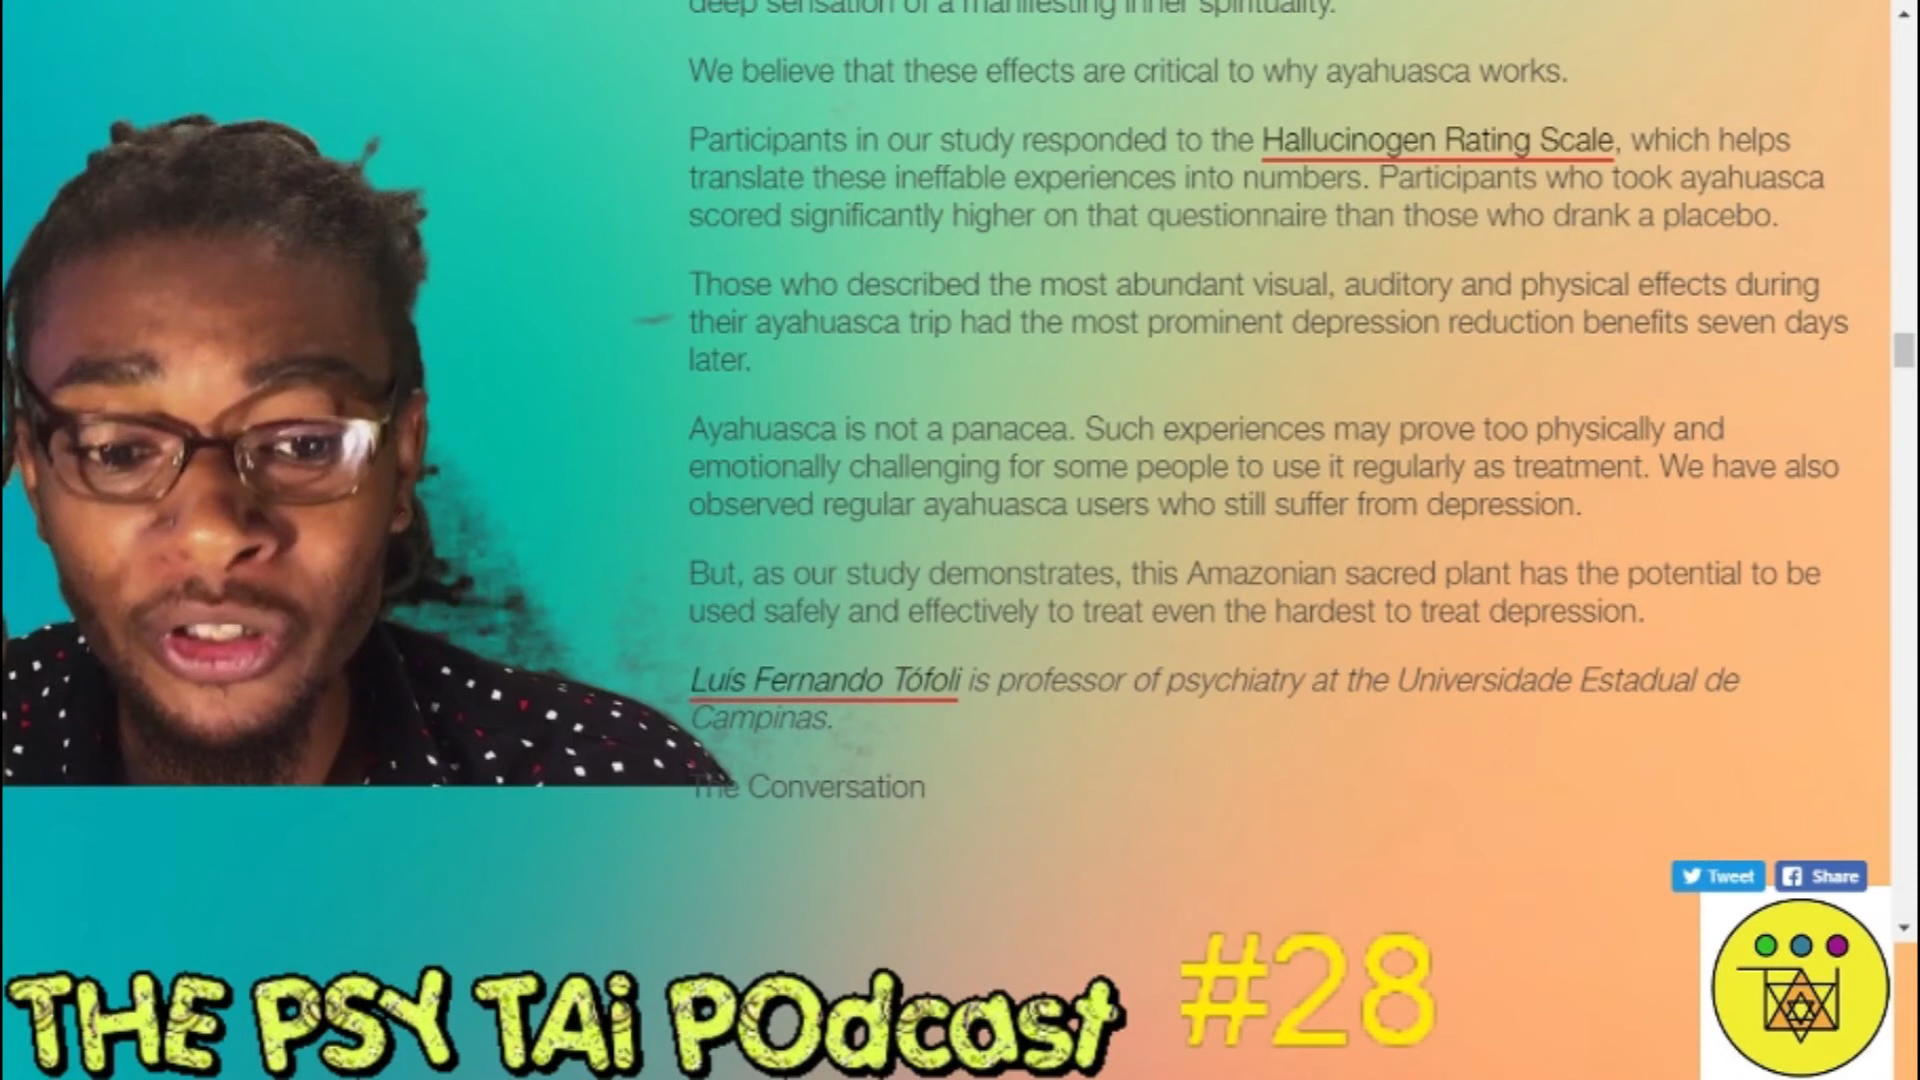 deep sensation of a manifesting inner spirituality.
We believe that these effects are critical to why ayahuasca works.
Participants in our study responded to the Hallucinogen Rating Scale, which helps
translate these ineffable experiences into numbers. Participants who took ayahuasca
scored significantly higher on that questionnaire than those who drank a placebo.
Those who described the most abundant visual, auditory and physical effects during
their ayahuasca trip had the most prominent depression reduction benefits seven days
later.
Ayahuasca is not a panacea. Such experiences may prove too physically and
emotionally challenging for some people to use it regularly as treatment. We have also
observed regular ayahuasca users who still suffer from depression.
But, as our study demonstrates, this Amazonian sacred plant has the potential to be
used safely and effectively to treat even the hardest to treat depression.
Luís Fernando Tófoli is professor of psychiatry at the Universidade Estadual de
Campinas.
The Conversation
Tweet Share
THE PSY TAi POdcast #28